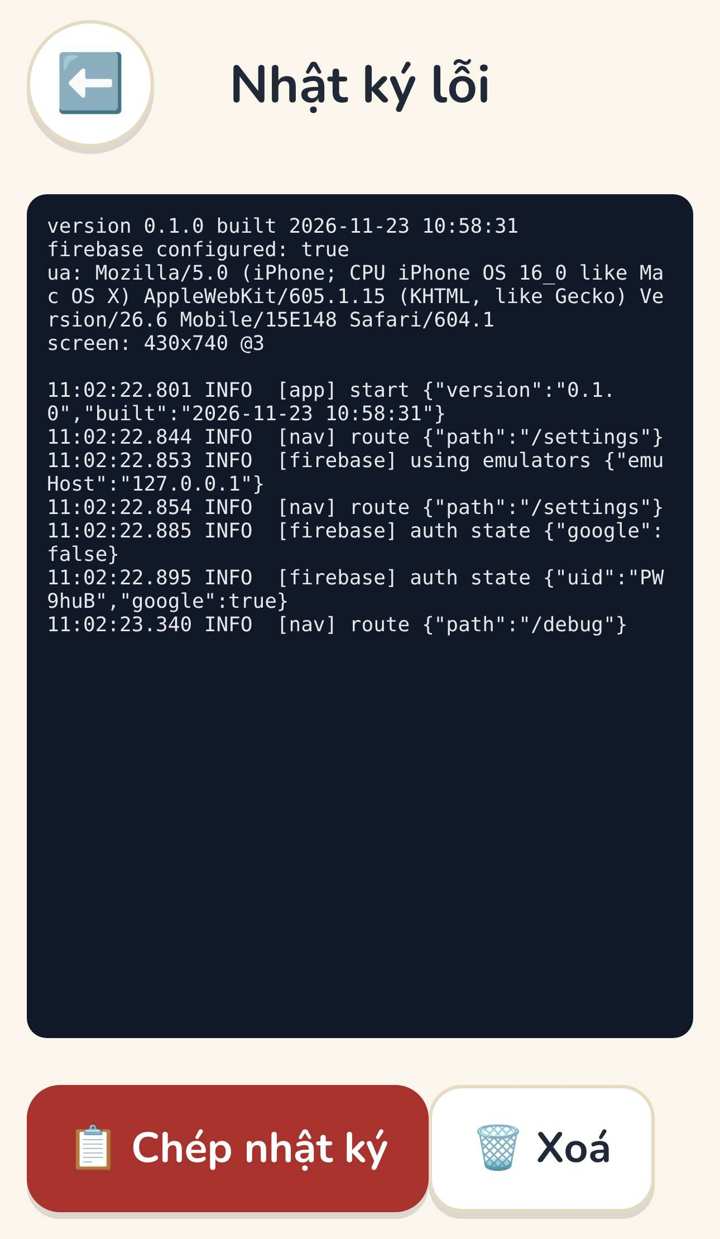 Nhật ký lỗi
version 0.1.0 built 2026-11-23 10:58:31
firebase configured: true
ua: Mozilla/5.0 (iPhone; CPU iPhone OS 16_0 like Ma
c OS X) AppleWebKit/605.1.15 (KHTML, like Gecko) Ve
rsion/26.6 Mobile/15E148 Safari/604.1
screen: 430x740 @3
11:02:22.801 INFO  [app] start {"version":"0.1.
0","built":"2026-11-23 10:58:31"}
11:02:22.844 INFO  [nav] route {"path":"/settings"}
11:02:22.853 INFO  [firebase] using emulators {"emu
Host":"127.0.0.1"}
11:02:22.854 INFO  [nav] route {"path":"/settings"}
11:02:22.885 INFO  [firebase] auth state {"google":
false}
11:02:22.895 INFO  [firebase] auth state {"uid":"PW
9huB","google":true}
11:02:23.340 INFO  [nav] route {"path":"/debug"}
Chép nhật ký
Xoá